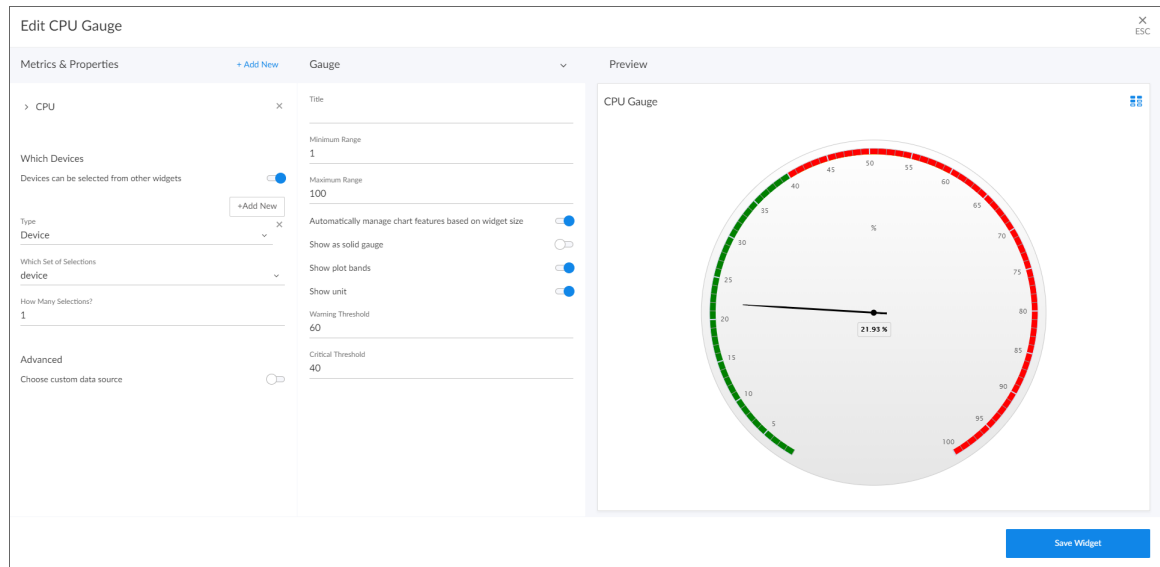 Edit CPU Gauge
ESC
Metrics & Properties
+ Add New
CPU
Which Devices
Devices can be selected from other widgets
+Add New
Type
Device
Which Set of Selections
device
How Many Selections?
1
Advanced
Choose custom data source
Gauge
Title
Minimum Range
1
Maximum Range
100
Automatically manage chart features based on widget size
Show as solid gauge
Show plot bands
Show unit
Warning Threshold
60
Critical Threshold
40
Preview
CPU Gauge
5
10
15
20
25
30
35
40
45
50
55
60
65
70
75
80
85
90
95
100
%
21.93 %
Save Widget